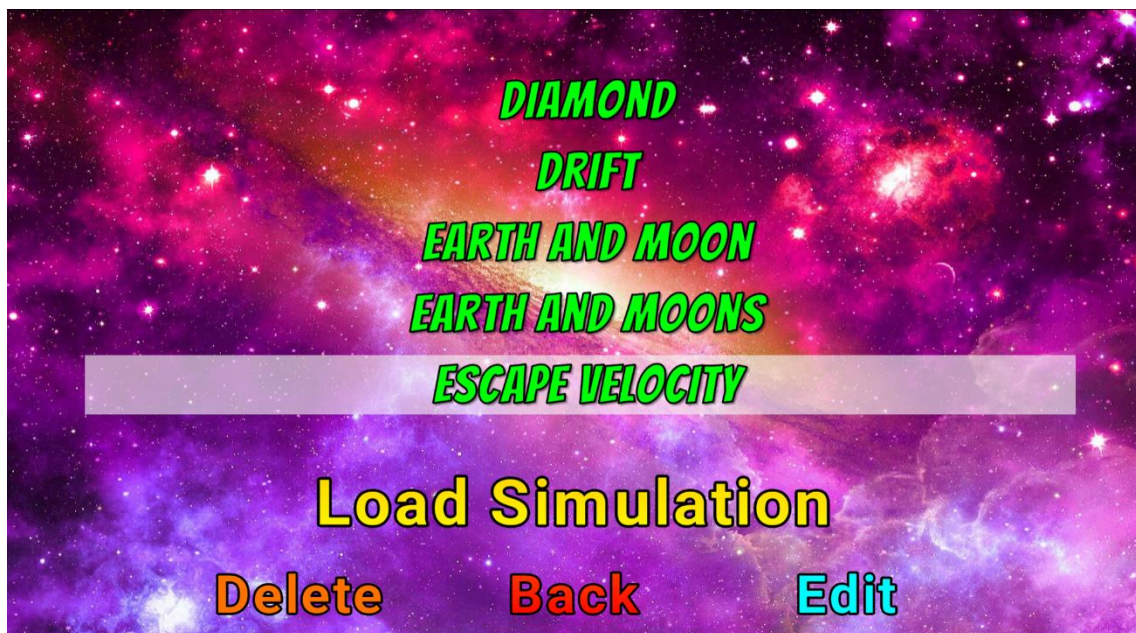 DIAMOND
DRIFT
EARTH AND MOON
EARTH AND MOONS
ESCAPE VELOCITY
Load Simulation
Delete Back Edit